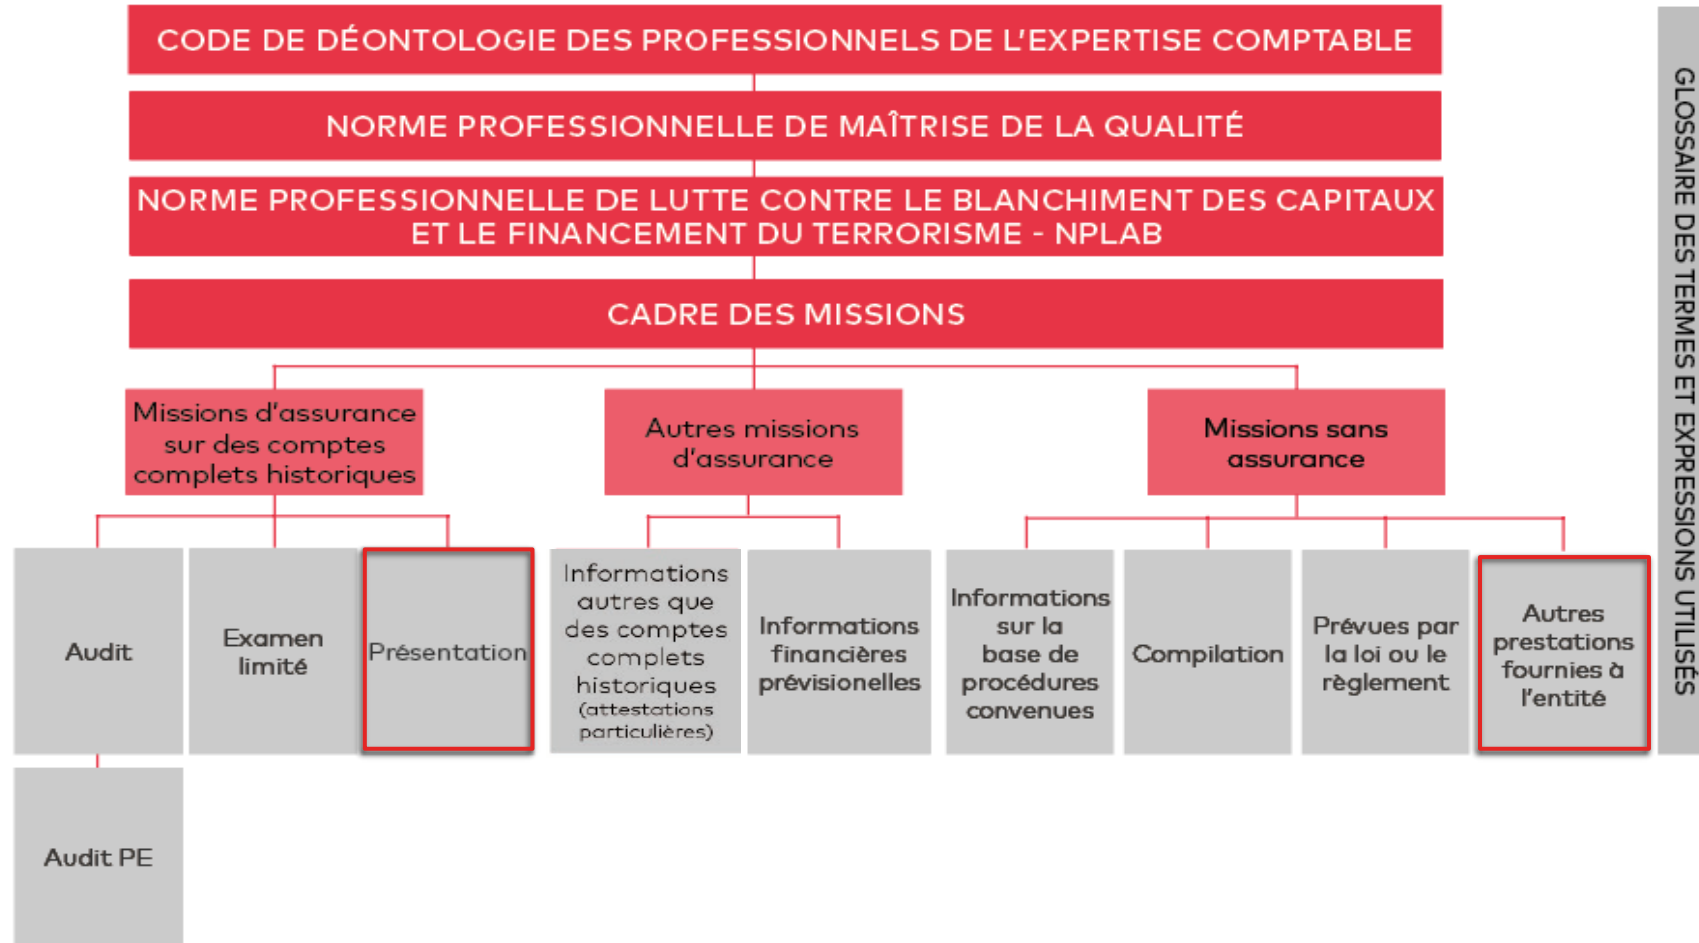 CODE DE DÉONTOLOGIE DES PROFESSIONNELS DE L'EXPERTISE COMPTABLE
NORME PROFESSIONNELLE DE MAÎTRISE DE LA QUALITÉ
NORME PROFESSIONNELLE DE LUTTE CONTRE LE BLANCHIMENT DES CAPITAUX
ET LE FINANCEMENT DU TERRORISME - NPLAB
CADRE DES MISSIONS
Missions d'assurance
sur des comptes
complets historiques
Autres missions
d'assurance
Missions sans
assurance
Audit
Examen
limité
Présentation
Informations
autres que
des comptes
complets
historiques
(attestations
particulières)
Informations
financières
prévisionelles
Informations
sur la
base de
procédures
convenues
Compilation
Prévues par
la loi ou le
règlement
Autres
prestations
fournies à
l'entité
Audit PE
GLOSSAIRE DES TERMES ET EXPRESSIONS UTILISÉS